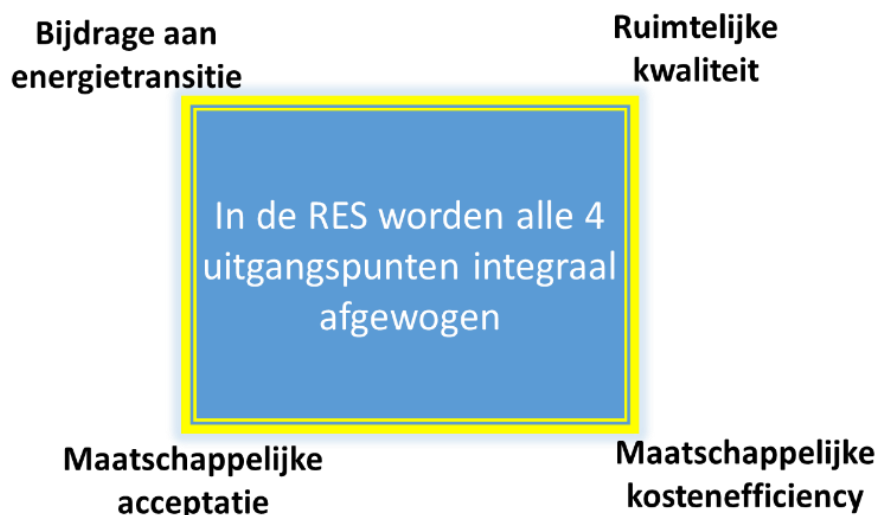 Bijdrage aan
energietransitie
Ruimtelijke
kwaliteit
In de RES worden alle 4
uitgangspunten integraal
afgewogen
Maatschappelijke
acceptatie
Maatschappelijke
kostenefficiency